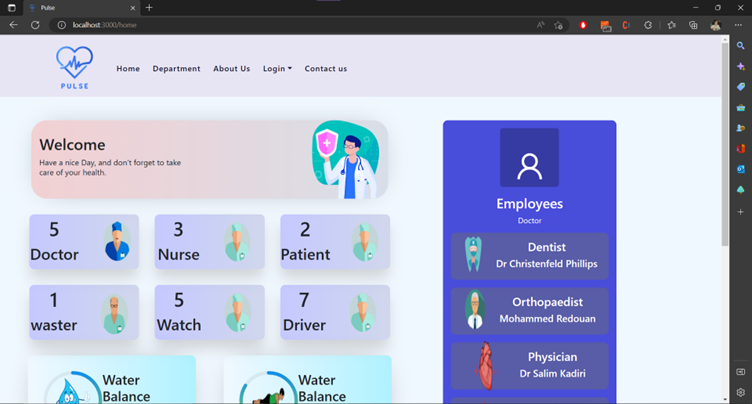 Pulse
localhost:3000/home
PULSE
Home Department About Us Login Contact us
Welcome
Have a nice Day, and don't forget to take
care of your health.
5
Doctor
3
Nurse
2
Patient
1
waster
5
Watch
7
Driver
Water
Balance
Water
Balance
Employees
Doctor
Dentist
Dr Christenfeld Phillips
Orthopaedist
Mohammed Redouan
Physician
Dr Salim Kadiri